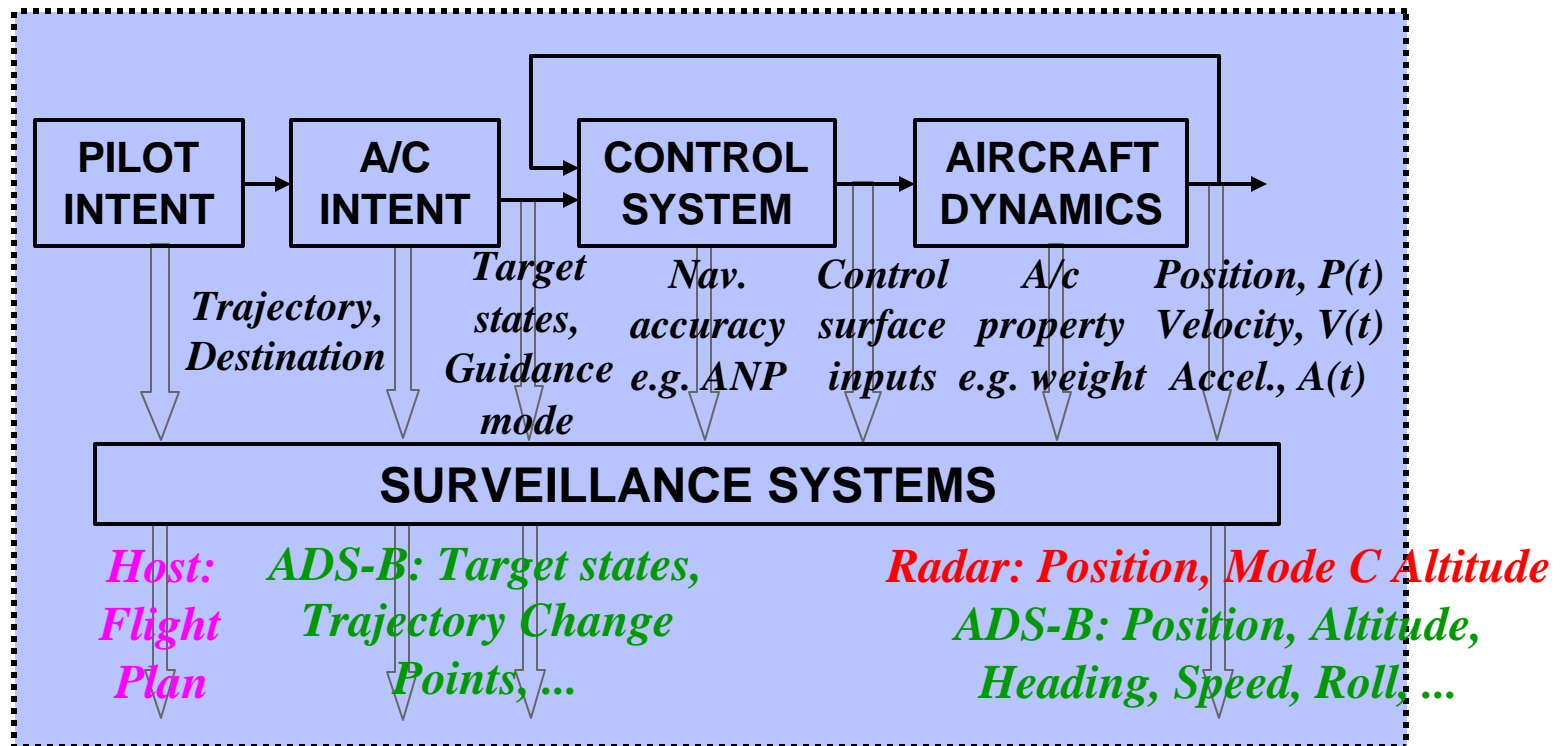 PILOT
INTENT
A/C
INTENT
CONTROL
SYSTEM
AIRCRAFT
DYNAMICS
Trajectory,
Destination
Target
states,
Guidance
mode
Nav.
accuracy
e.g. ANP
Control
surface
inputs
A/c
property
e.g. weight
Position, P(t)
Velocity, V(t)
Accel., A(t)
SURVEILLANCE SYSTEMS
Host:
Flight
Plan
ADS-B: Target states,
Trajectory Change
Points, ...
Radar: Position, Mode C Altitude
ADS-B: Position, Altitude,
Heading, Speed, Roll, ...